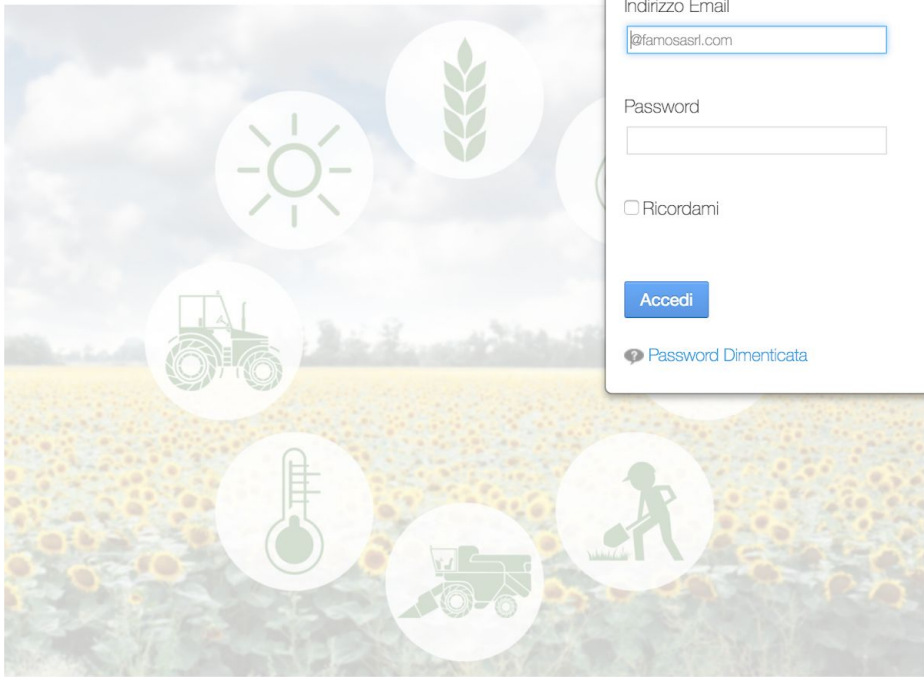 Indirizzo Email
@famosasrl.com
Password
Ricordami
Accedi
Password Dimenticata